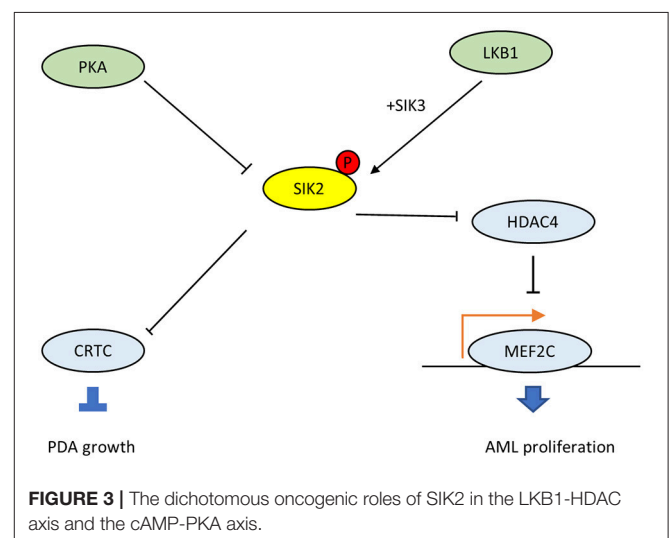 PKA
LKB1
+SIK3
P
SIK2
HDAC4
CRTC
MEF2C
PDA growth
AML proliferation
FIGURE 3 | The dichotomous oncogenic roles of SIK2 in the LKB1-HDAC
axis and the cAMP-PKA axis.